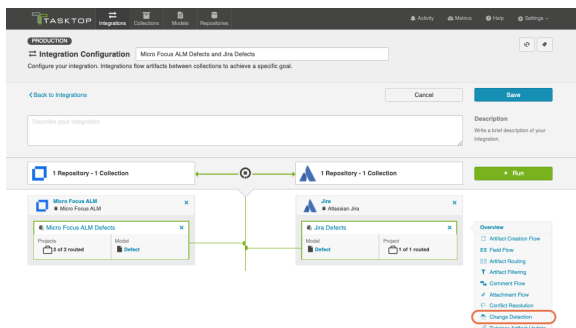 TASKTOP
Integrations
Collections
Models
Repositories
Activity
Metrics
Help
Settings
PRODUCTION
Integration Configuration
Micro Focus ALM Defects and Jira Defects
Configure your integration. Integrations flow artifacts between collections to achieve a specific goal.
Back to Integrations
Cancel
Save
Describe your integration
Description
Write a brief description of your
integration.
1 Repository - 1 Collection
1 Repository - 1 Collection
Run
Micro Focus ALM
Micro Focus ALM
Jira
Atlassian Jira
Micro Focus ALM Defects
Jira Defects
Projects
2 of 2 routed
Model
Defect
Model
Defect
Project
1 of 1 routed
Overview
Artifact Creation Flow
Field Flow
Artifact Routing
Artifact Filtering
Comment Flow
Attachment Flow
Conflict Resolution
Change Detection